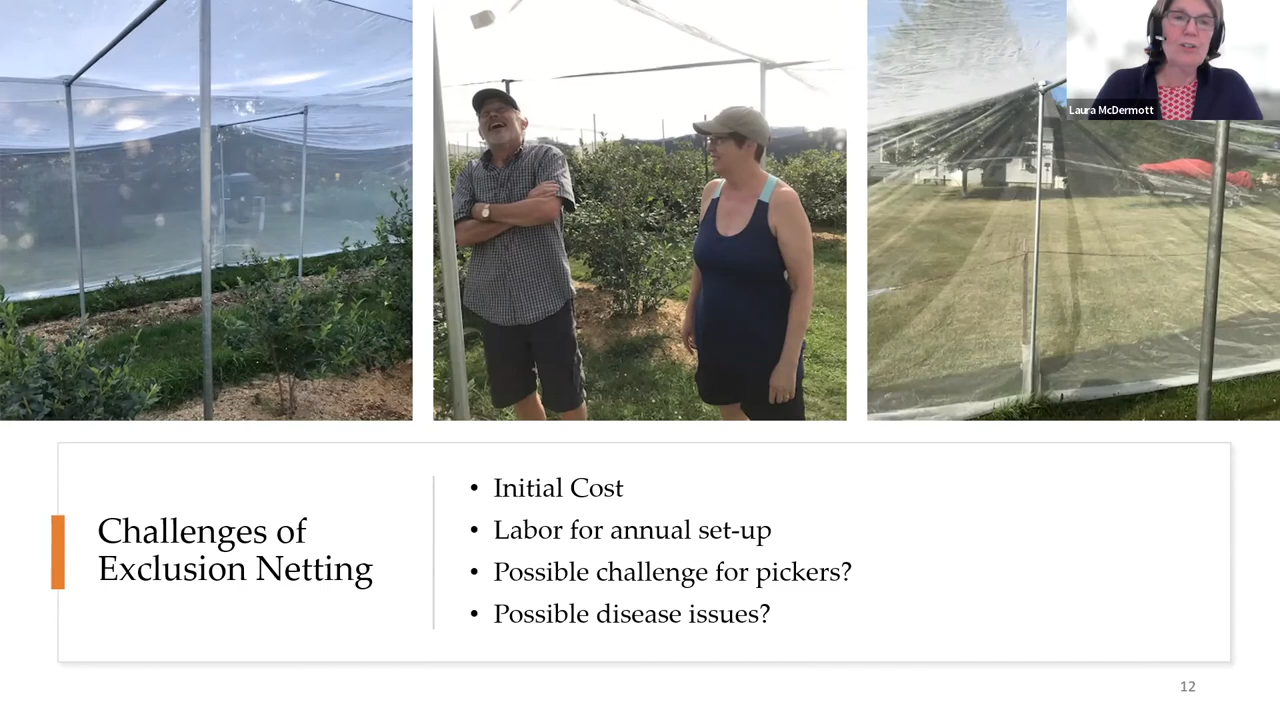 Laura McDermott
Challenges of
Exclusion Netting
• Initial Cost
• Labor for annual set-up
• Possible challenge for pickers?
• Possible disease issues?
12